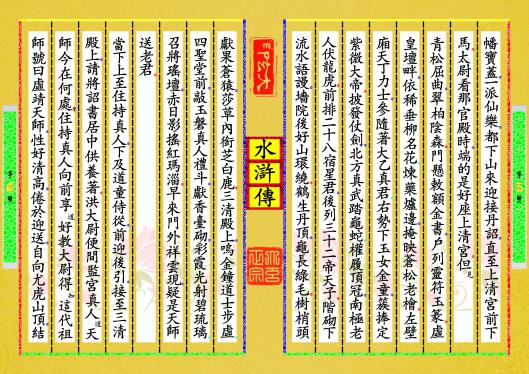 幡寶蓋一派仙樂都下山來迎接丹詔直至上清宮前下
馬太尉看那宮殿時端的是好座上清宮但見
青松屈曲翠柏陰森門懸敕額金書戶列靈符玉篆虛
皇壇畔依稀垂柳名花煉藥爐邊掩映蒼松老檜左壁
廂天丁力士參隨著太乙真君右勢下玉女金童簇捧定
紫微大帝披發仗劍北方真武踏龜蛇權履頂冠南極老
人伏龍虎前排二十八宿星君後列三十二帝天子階砌下
流水語謾墻院後好山環繞鶴生丹頂龜長綠毛樹梢頭
水滸傳
獻果蒼猿莎草內銜芝白鹿三清殿上鳴金鍾道士步虛
四聖堂前敲玉磬真人禮斗獻香臺砌彩霞光射碧琉璃
召將瑤壇赤日影搖紅瑪瑙早來門外祥雲現疑是天師
送老君
當下上至住持真人下及道童侍從前迎後引接至三清
殿上請將詔書居中供養著洪大尉便問監宮真人道天
師今在何處住持真人向前享道好教大尉得知這代祖
師號曰虛靖天師性好清高倦於迎送自向尤虎山頂結